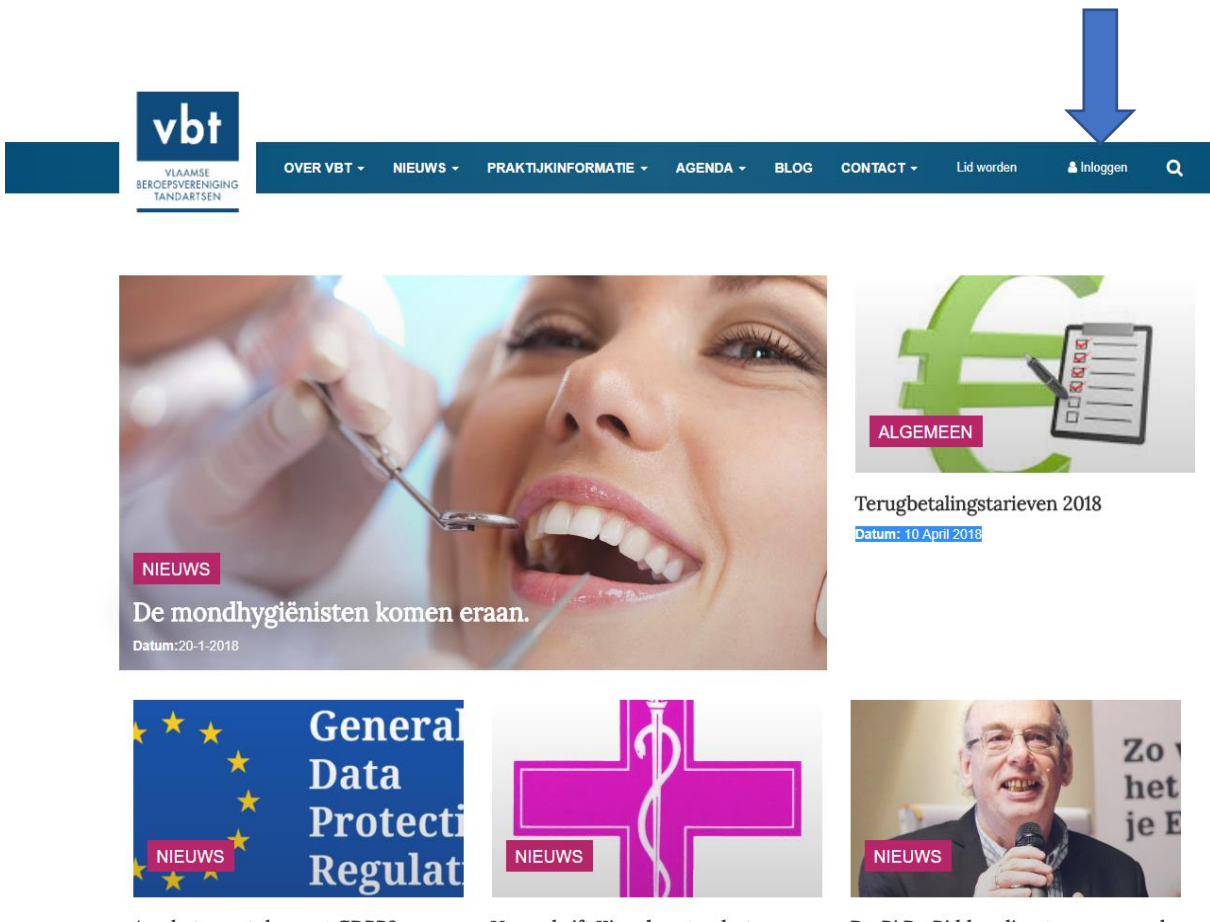 vbt
VLAAMSE
BEROEPSVERENIGING
TANDARTSEN
OVER VBT NIEUWS PRAKTIJKINFORMATIE AGENDA BLOG CONTACT Lid worden Inloggen
NIEUWS
De mondhygiënisten komen eraan.
Datum:20-1-2018
ALGEMEEN
Terugbetalingstarieven 2018
Datum: 10 April 2018
General
Data
Protecti
Regulat
NIEUWS
NIEUWS
Zo
het
je E
NIEUWS